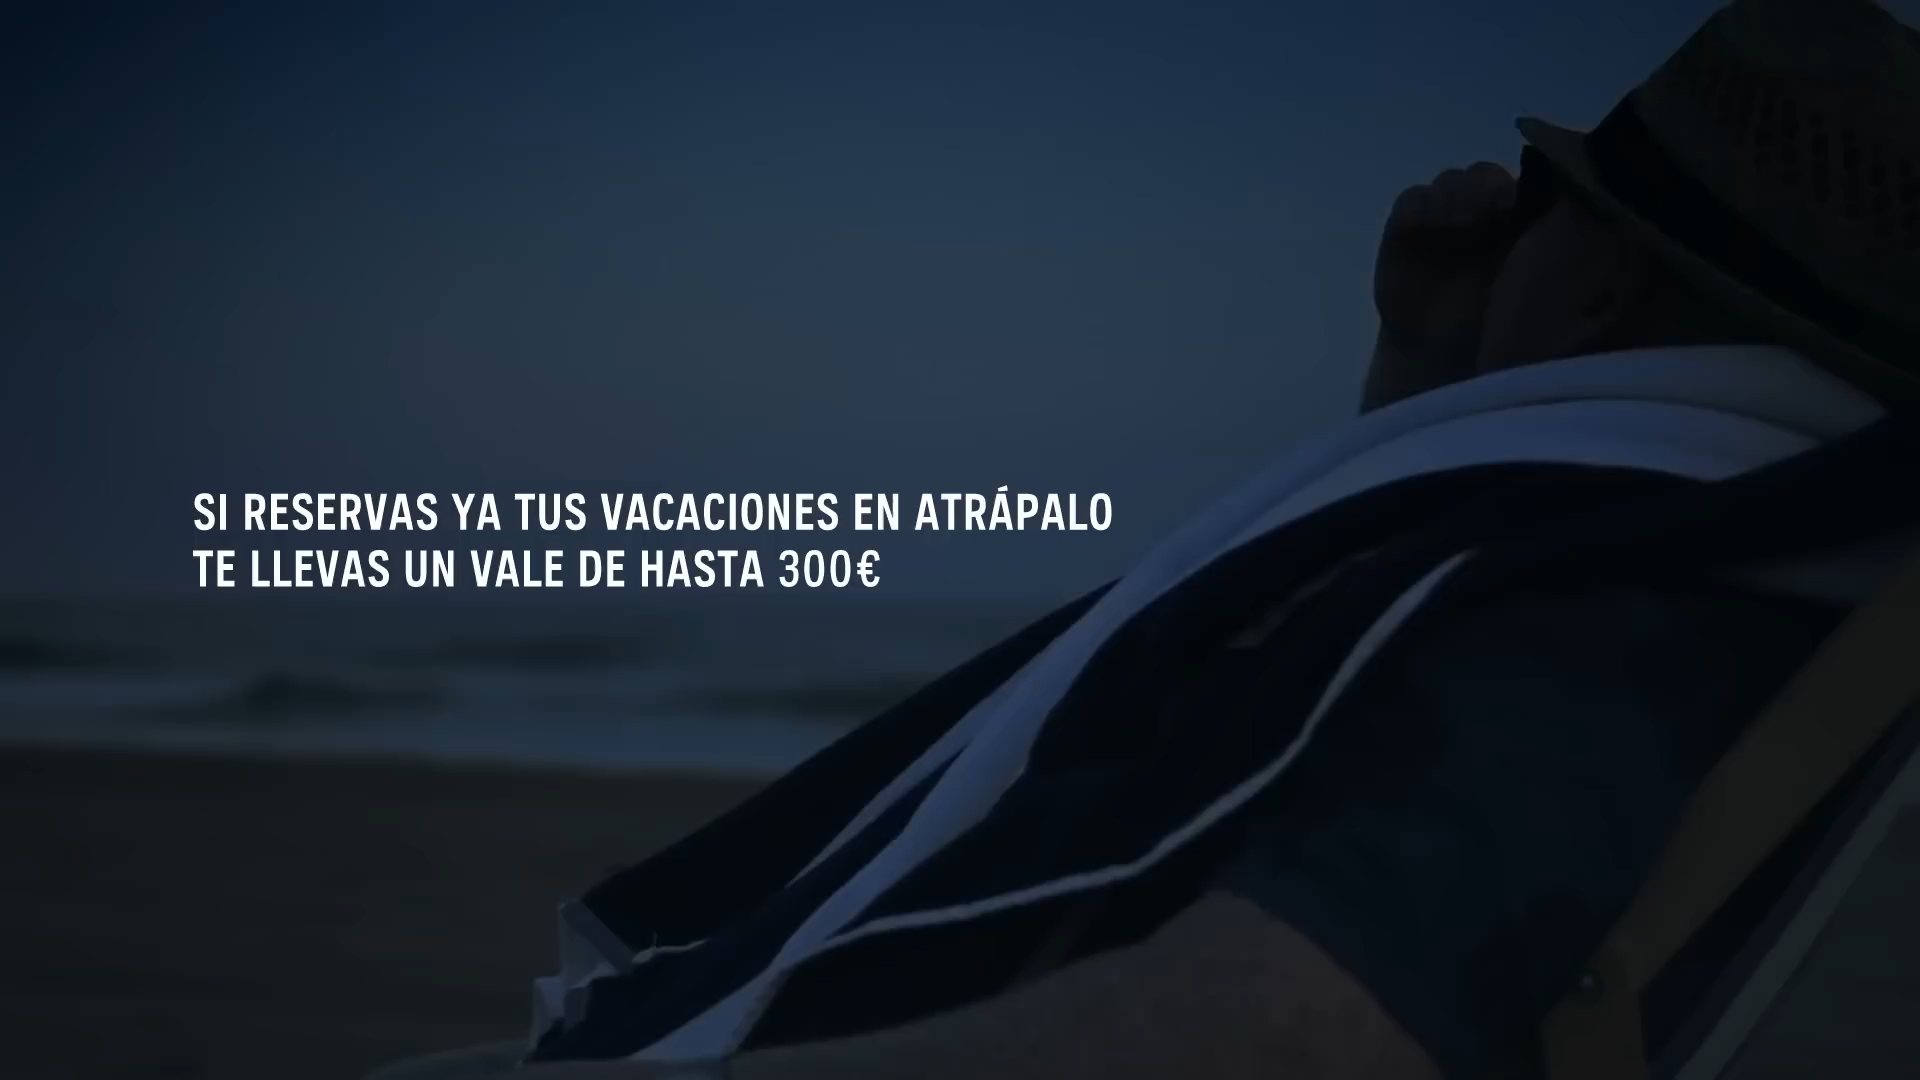 SI RESERVAS YA TUS VACACIONES EN ATRÁPALO
TE LLEVAS UN VALE DE HASTA 300€